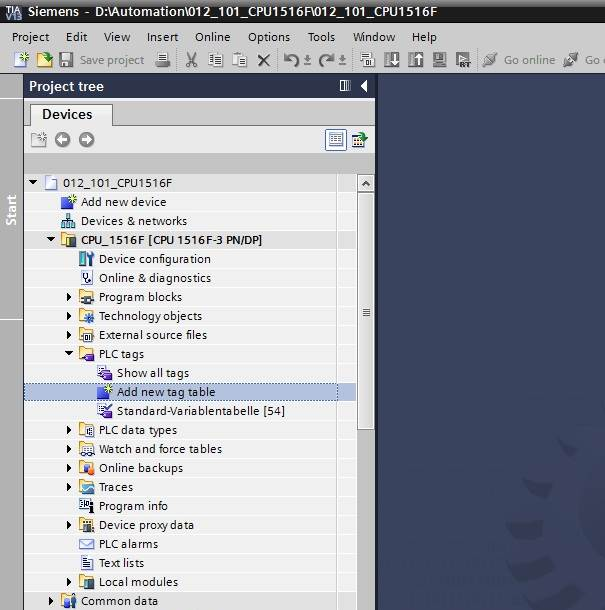 TIA V13 Siemens - D:\Automation\012_101_CPU1516F\012_101_CPU1516F
Project Edit View Insert Online Options Tools Window Help
Save project Go online Go o
Project tree
Devices
Start
012_101_CPU1516F
Add new device
Devices & networks
CPU_1516F [CPU 1516F-3 PN/DP]
Device configuration
Online & diagnostics
Program blocks
Technology objects
External source files
PLC tags
Show all tags
Add new tag table
Standard-Variablentabelle [54]
PLC data types
Watch and force tables
Online backups
Traces
Program info
Device proxy data
PLC alarms
Text lists
Local modules
Common data